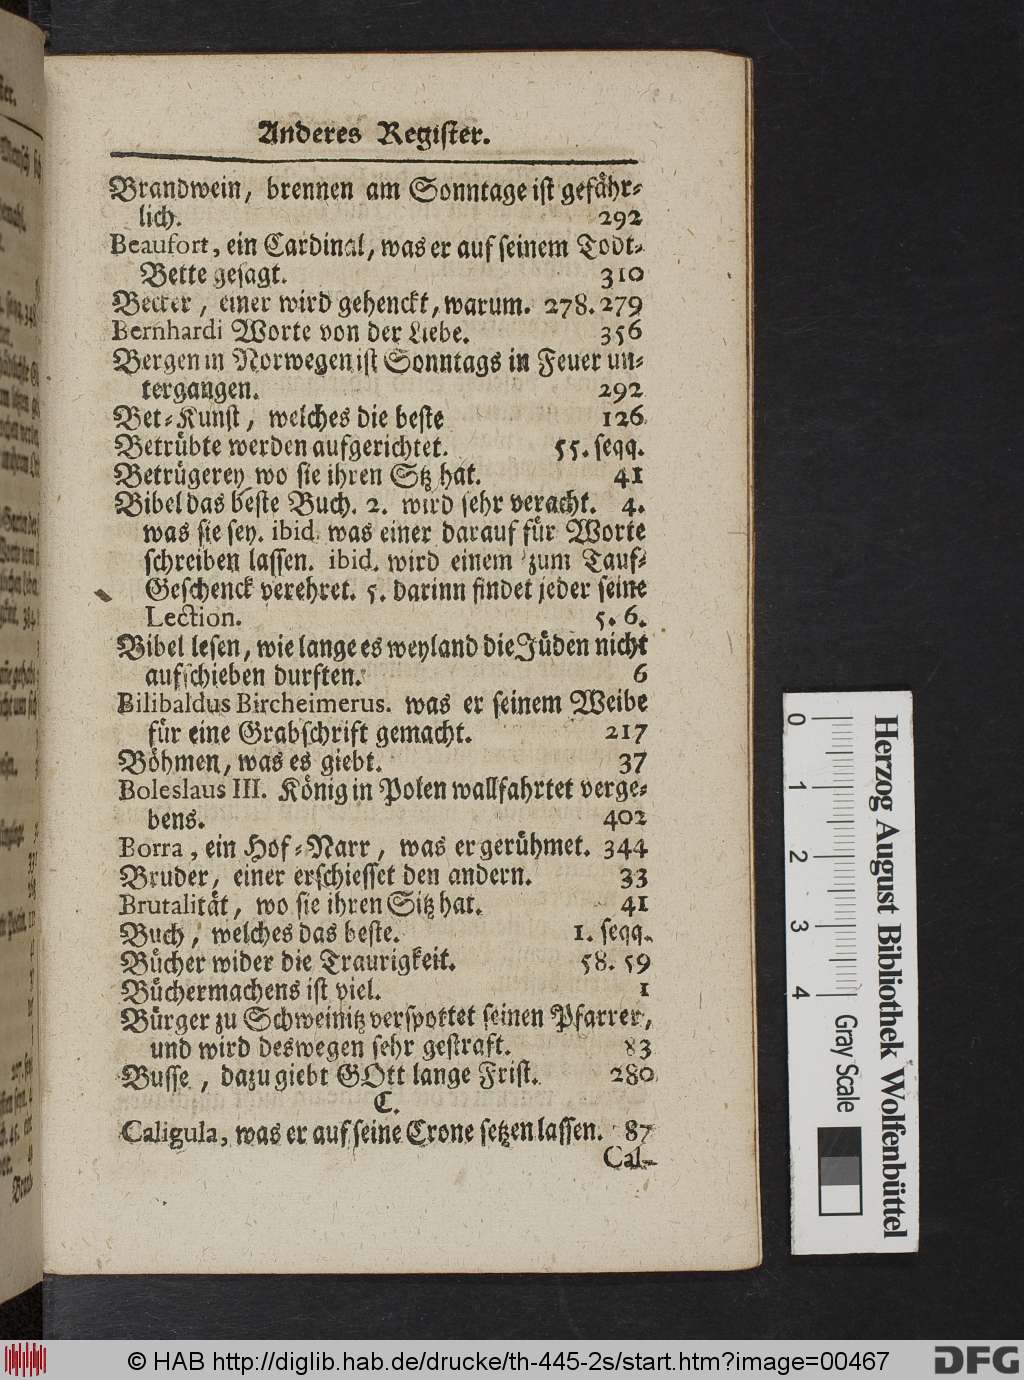 Anderes Register.
Brandwein, brennen am Sonntage ist gefähr-
lich. 292
Beaufort, ein Cardinal, was er auf seinem Todt-
Bette gesagt. 310
Becker, einer wird gehenckt, warum. 278. 279
Bernhardi Worte von der Liebe. 356
Bergen in Norwegen ist Sonntags in Feuer un-
tergangen. 292
Bet-Kunst, welches die beste 126
Betrübte werden aufgerichtet. 55. seqq.
Betrügerey wo sie ihren Sitz hat. 41
Bibel das beste Buch. 2. wird sehr veracht. 4.
was sie sey. ibid. was einer darauf für Worte
schreiben lassen. ibid. wird einem zum Tauf-
Geschenck verehret. 5. darinn findet jeder seine
Lection. 5. 6.
Bibel lesen, wie lange es weyland die Jüden nicht
aufschieben durften. 6
Bilibaldus Bircheimerus. was er seinem Weibe
für eine Grabschrift gemacht. 217
Böhmen, was es giebt. 37
Boleslaus III. König in Polen wallfahrtet verge-
bens. 402
Borra, ein Hof-Narr, was er gerühmet. 344
Bruder, einer erschiesset den andern. 33
Brutalität, wo sie ihren Sitz hat. 41
Buch, welches das beste. 1. seqq.
Bücher wider die Traurigkeit. 58. 59
Büchermachens ist viel. 1
Bürger zu Schweinitz verspottet seinen Pfarrer,
und wird deswegen sehr gestraft. 83
Busse, dazu giebt GOtt lange Frist. 280
C.
Caligula, was er auf seine Crone setzen lassen. 87
Cal-
0 1 2 3 4
Gray Scale
Herzog August Bibliothek Wolfenbüttel
© HAB http://diglib.hab.de/drucke/th-445-2s/start.htm?image=00467
DFG